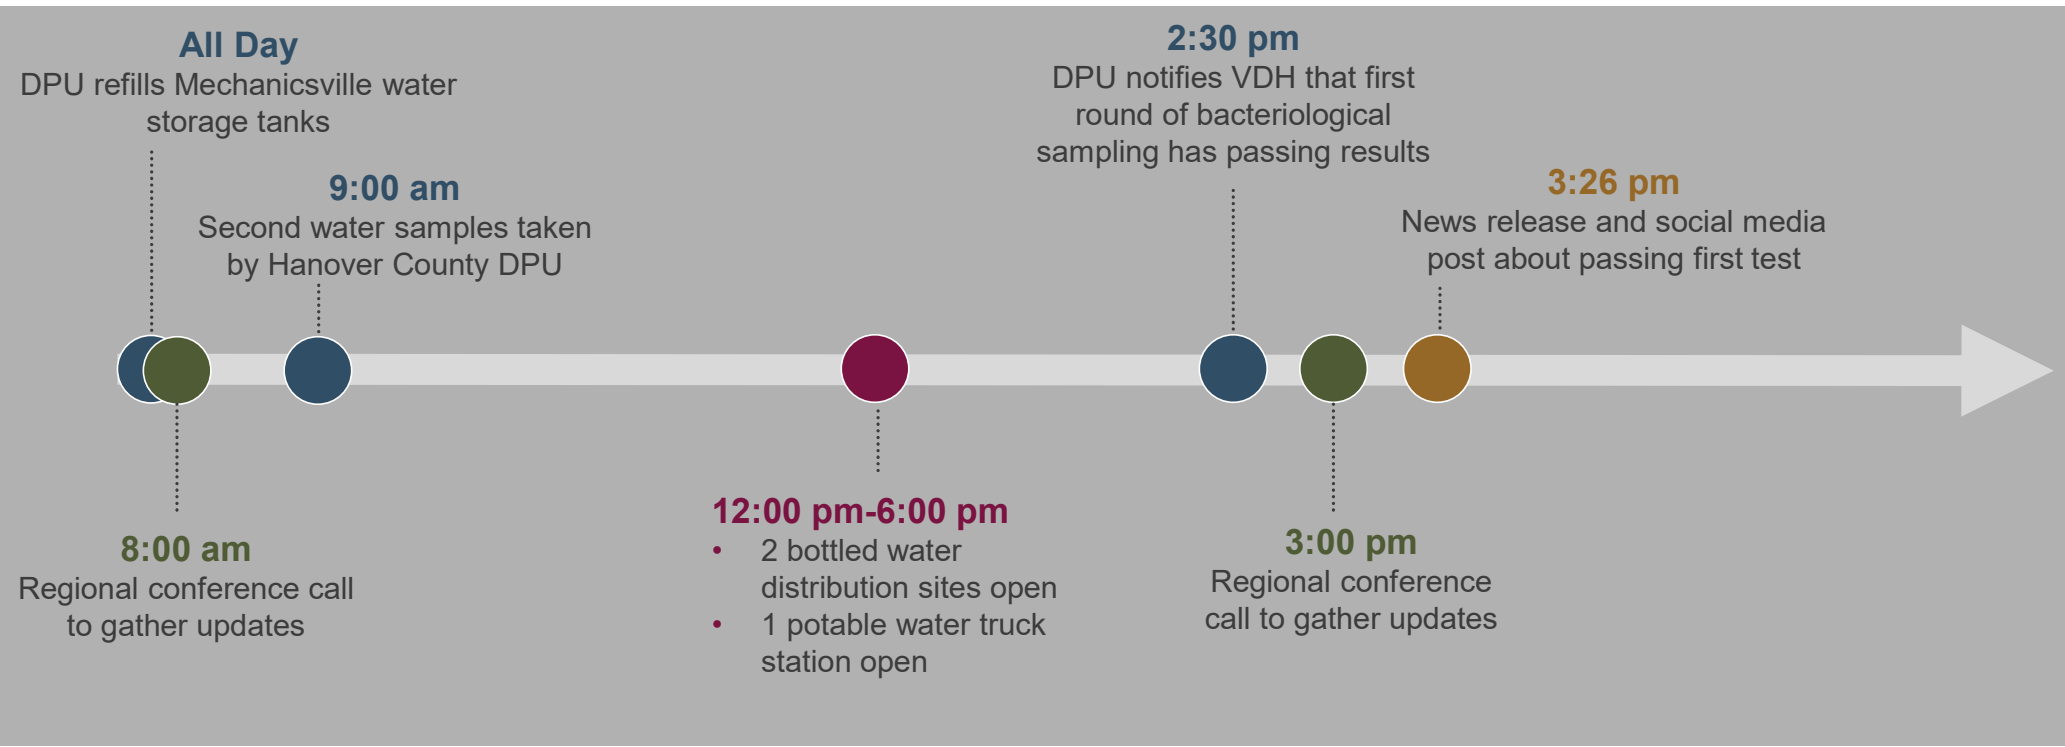 All Day
DPU refills Mechanicsville water
storage tanks
9:00 am
Second water samples taken
by Hanover County DPU
2:30 pm
DPU notifies VDH that first
round of bacteriological
sampling has passing results
3:26 pm
News release and social media
post about passing first test
8:00 am
Regional conference call
to gather updates
12:00 pm-6:00 pm
• 2 bottled water
distribution sites open
• 1 potable water truck
station open
3:00 pm
Regional conference
call to gather updates